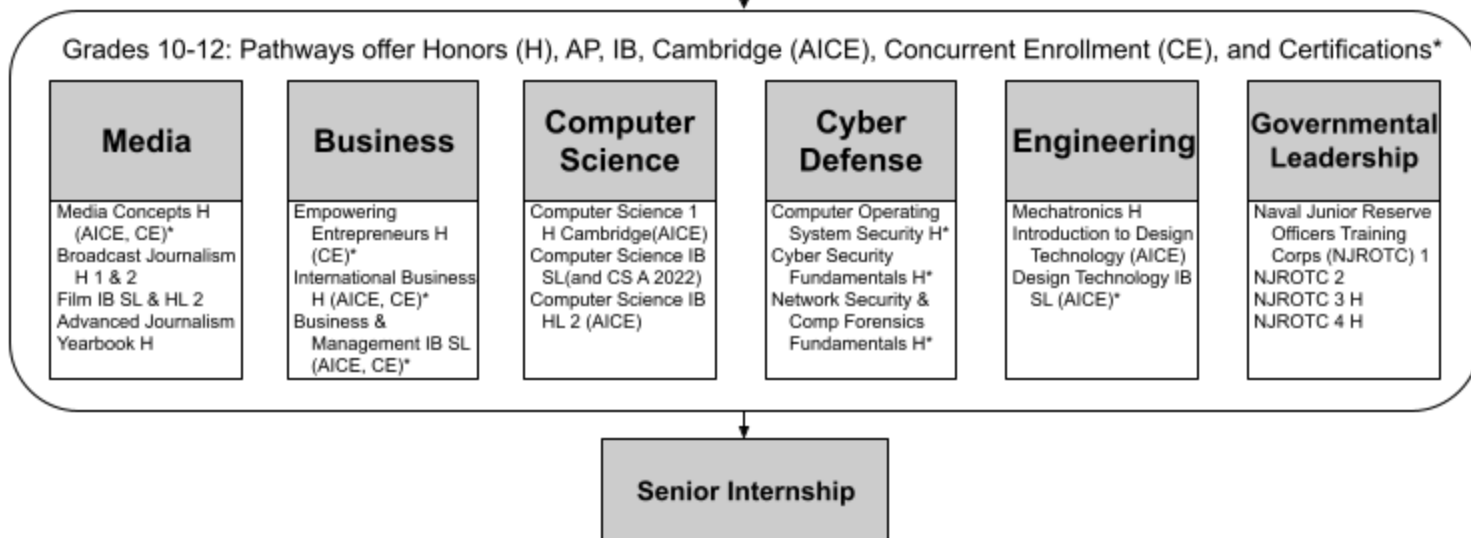 Grades 10-12: Pathways offer Honors (H), AP, IB, Cambridge (AICE), Concurrent Enrollment (CE), and Certifications*
Media
Media Concepts H
(AICE, CE)*
Broadcast Journalism
H 1 & 2
Film IB SL & HL 2
Advanced Journalism
Yearbook H
Business
Empowering
Entrepreneurs H
(CE)*
International Business
H (AICE, CE)*
Business &
Management IB SL
(AICE, CE)*
Computer
Science
Computer Science 1
H Cambridge(AICE)
Computer Science IB
SL(and CS A 2022)
Computer Science IB
HL 2 (AICE)
Cyber
Defense
Computer Operating
System Security H*
Cyber Security
Fundamentals H*
Network Security &
Comp Forensics
Fundamentals H*
Engineering
Mechatronics H
Introduction to Design
Technology (AICE)
Design Technology IB
SL (AICE)*
Governmental
Leadership
Naval Junior Reserve
Officers Training
Corps (NJROTC) 1
NJROTC 2
NJROTC 3 H
NJROTC 4 H
Senior Internship